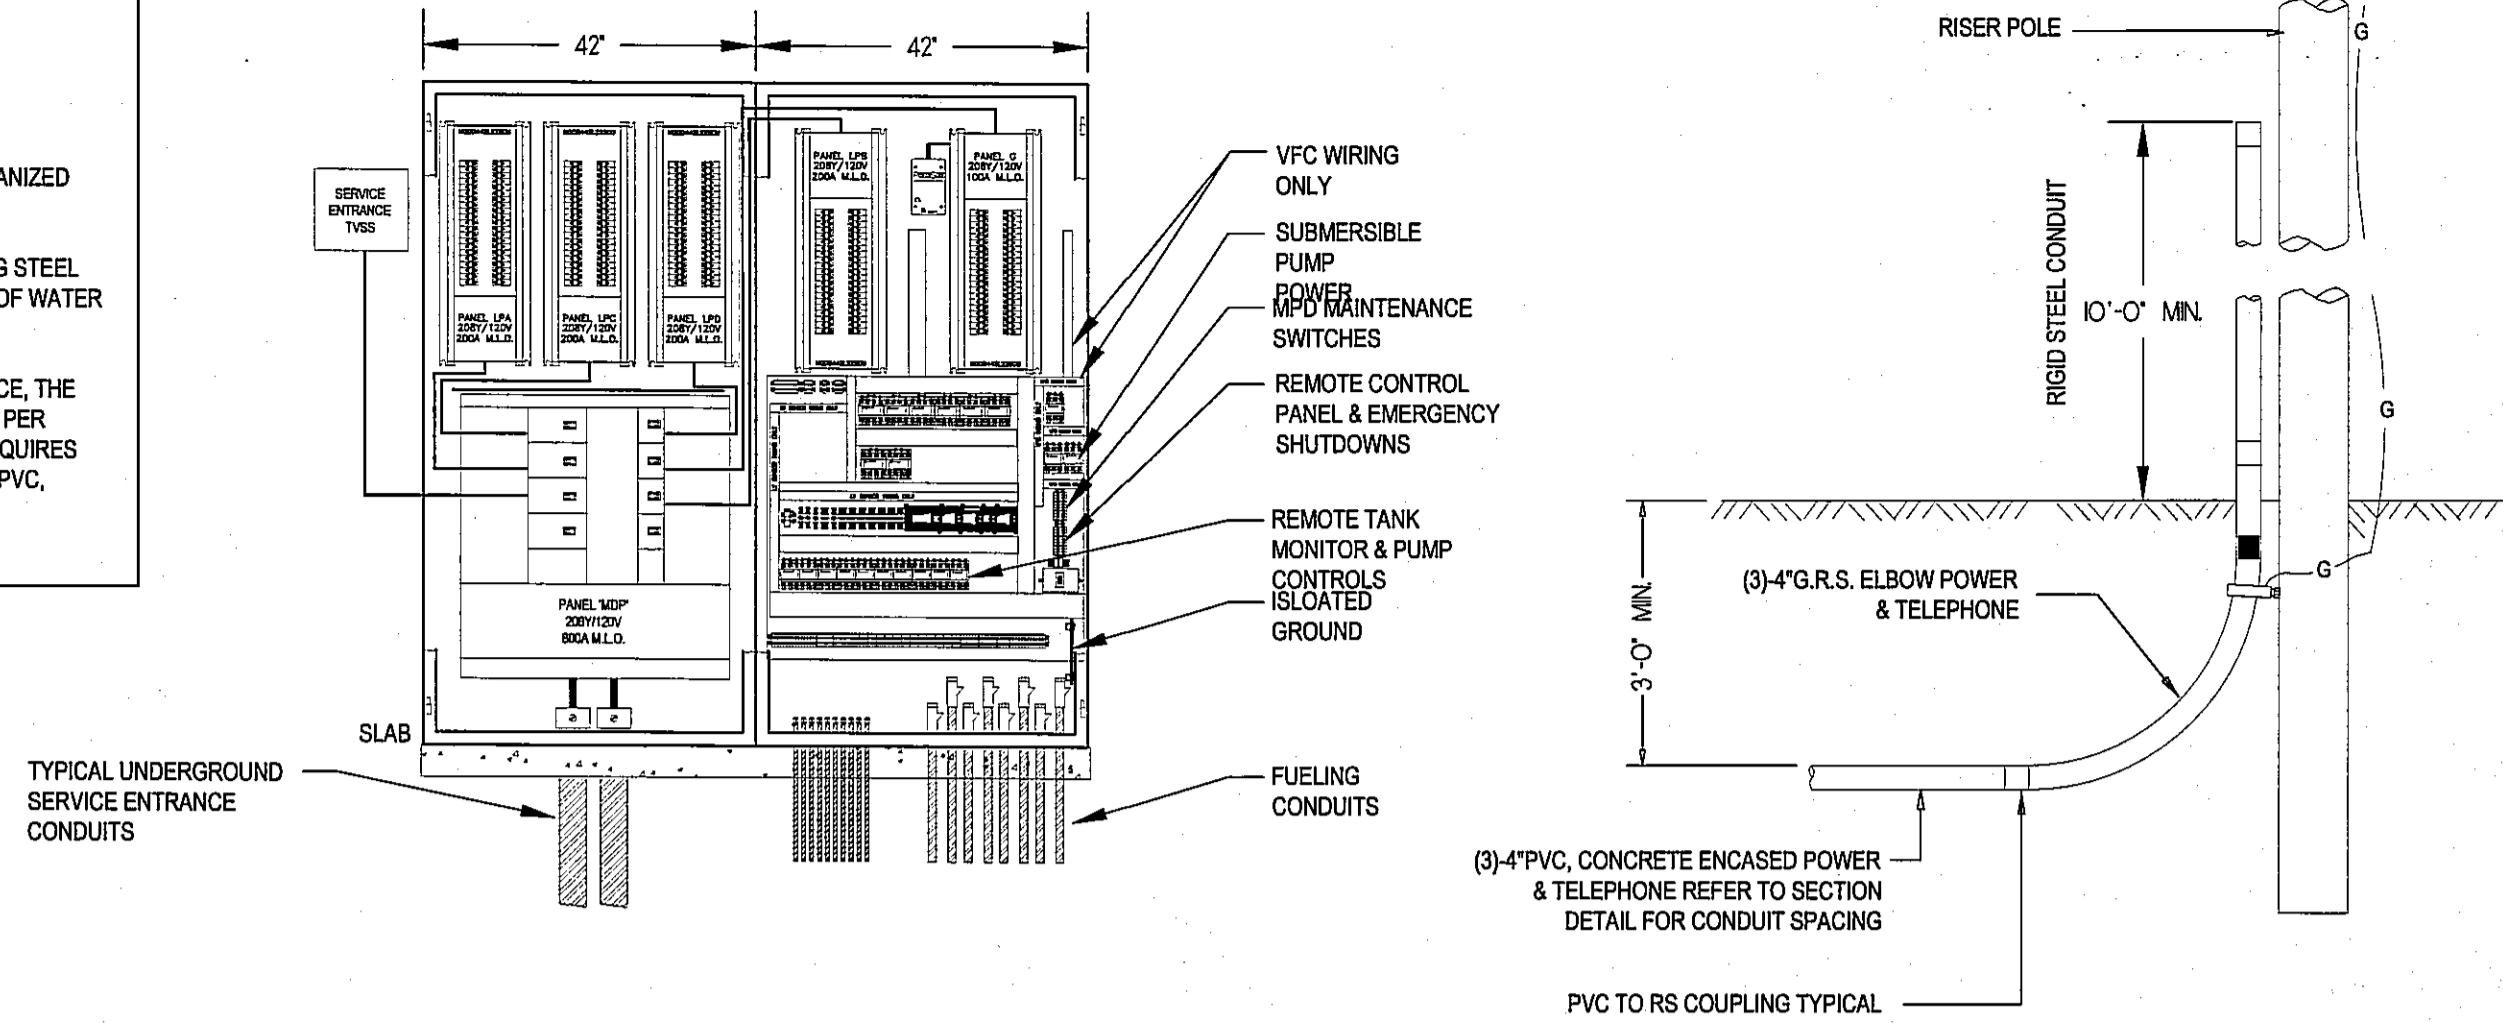 ANIZED
G STEEL
OF WATER
CE, THE
PER
QUIRES
PVC,
42"
42"
SERVICE
ENTRANCE
TVSS
PANEL LPA
208Y/120V
200A M.L.O.
PANEL LPC
208Y/120V
200A M.L.O.
PANEL LPD
208Y/120V
200A M.L.O.
PANEL LPB
208Y/120V
200A M.L.O.
PANEL G
208Y/120V
100A M.L.O.
PANEL "MDP"
208Y/120V
800A M.L.O.
VFC WIRING
ONLY
SUBMERSIBLE
PUMP
POWER
MPD MAINTENANCE
SWITCHES
REMOTE CONTROL
PANEL & EMERGENCY
SHUTDOWNS
REMOTE TANK
MONITOR & PUMP
CONTROLS
ISLOATED
GROUND
SLAB
TYPICAL UNDERGROUND
SERVICE ENTRANCE
CONDUITS
FUELING
CONDUITS
RISER POLE
G
RIGID STEEL CONDUIT
10'-0" MIN.
G
G
3'-0" MIN.
(3)-4"G.R.S. ELBOW POWER
& TELEPHONE
(3)-4"PVC, CONCRETE ENCASED POWER
& TELEPHONE REFER TO SECTION
DETAIL FOR CONDUIT SPACING
PVC TO RS COUPLING TYPICAL